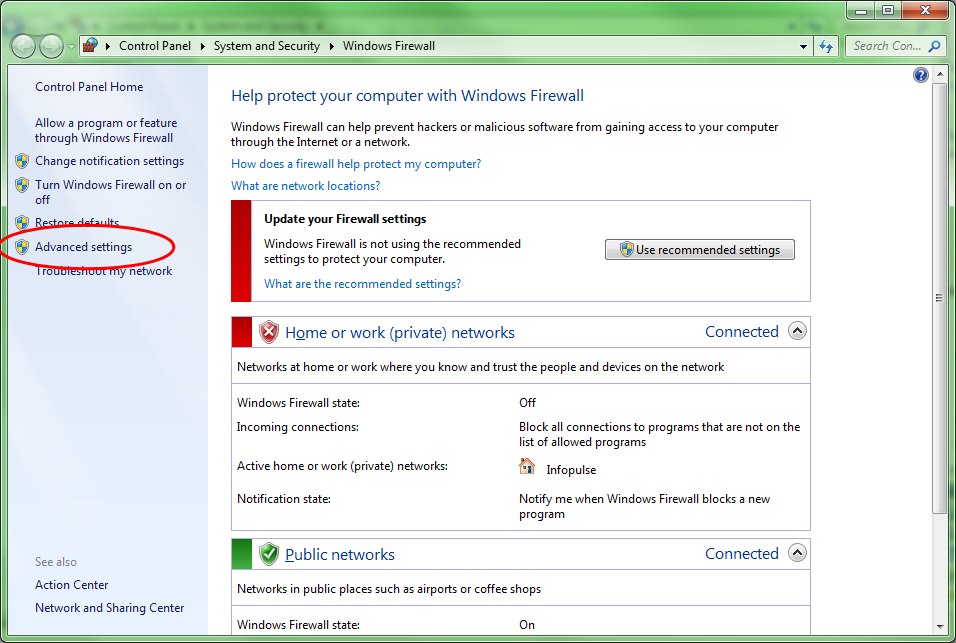 Control Panel
System and Security
Windows Firewall
Search Con...
Control Panel Home
Allow a program or feature
through Windows Firewall
Change notification settings
Turn Windows Firewall on or
off
Restore defaults
Advanced settings
Troubleshoot my network
See also
Action Center
Network and Sharing Center
Help protect your computer with Windows Firewall
Windows Firewall can help prevent hackers or malicious software from gaining access to your computer
through the Internet or a network.
How does a firewall help protect my computer?
What are network locations?
Update your Firewall settings
Windows Firewall is not using the recommended
settings to protect your computer.
Use recommended settings
What are the recommended settings?
Home or work (private) networks
Connected
Networks at home or work where you know and trust the people and devices on the network
Windows Firewall state:
Off
Incoming connections:
Block all connections to programs that are not on the
list of allowed programs
Active home or work (private) networks:
Infopulse
Notification state:
Notify me when Windows Firewall blocks a new
program
Public networks
Connected
Networks in public places such as airports or coffee shops
Windows Firewall state:
On